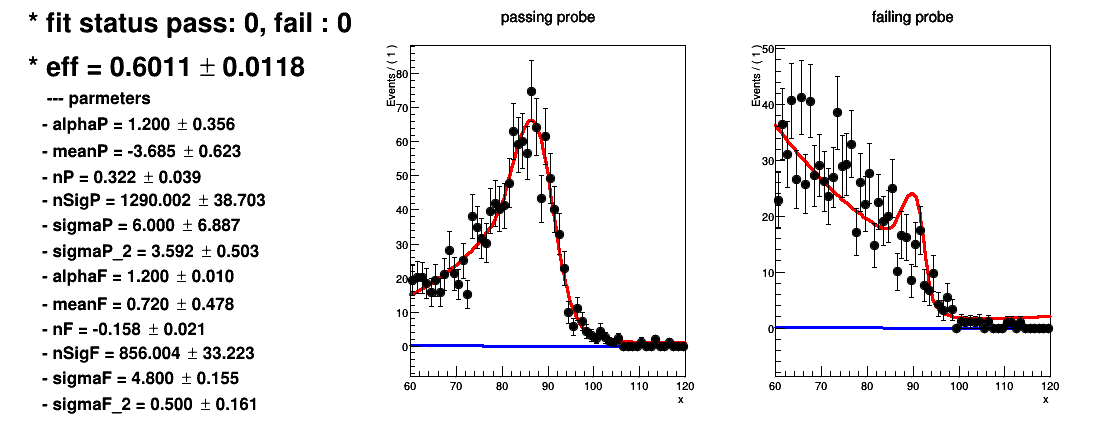 * fit status pass: 0, fail : 0
* eff = 0.6011 ± 0.0118
--- parmeters
- alphaP = 1.200 ± 0.356
- meanP = -3.685 ± 0.623
- nP = 0.322 ± 0.039
- nSigP = 1290.002 ± 38.703
- sigmaP = 6.000 ± 6.887
- sigmaP_2 = 3.592 ± 0.503
- alphaF = 1.200 ± 0.010
- meanF = 0.720 ± 0.478
- nF = -0.158 ± 0.021
- nSigF = 856.004 ± 33.223
- sigmaF = 4.800 ± 0.155
- sigmaF_2 = 0.500 ± 0.161
passing probe
Events / ( 1 )
80
70
60
50
40
30
20
10
0
60 70 80 90 100 110 120
x
failing probe
Events / ( 1 )
50
40
30
20
10
0
60 70 80 90 100 110 120
x